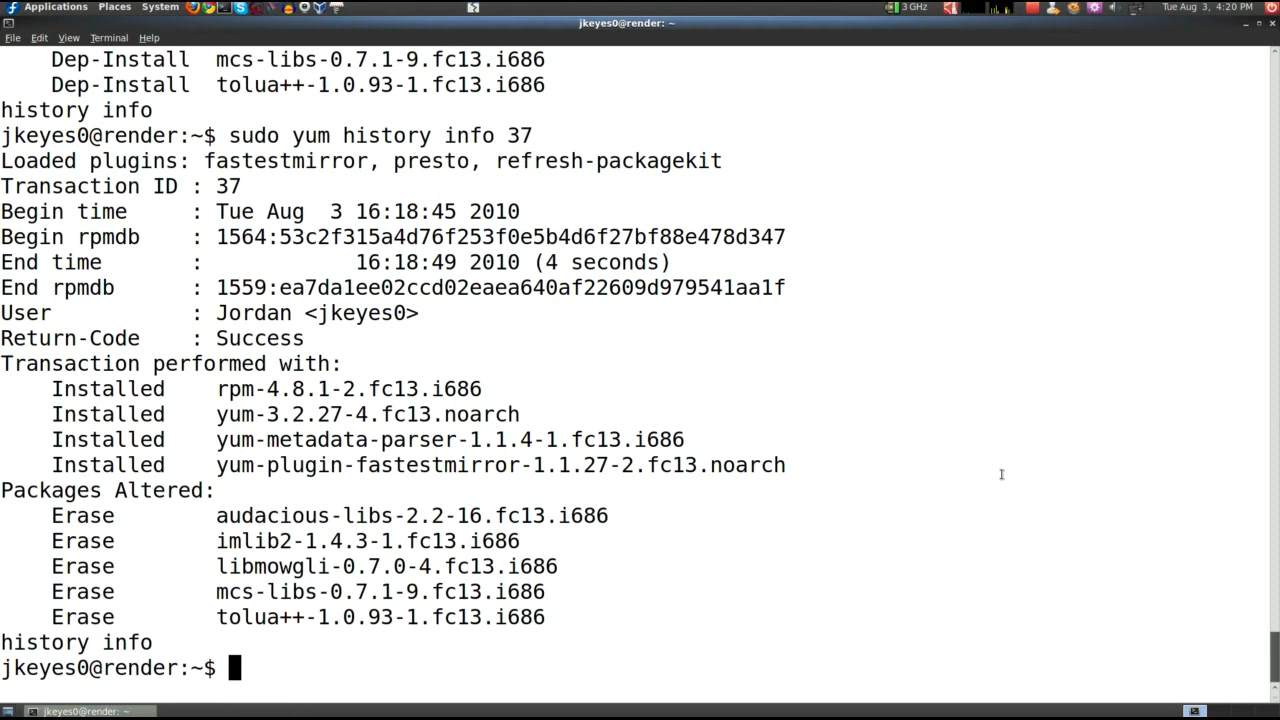 Applications Places System
3 GHz
Tue Aug 3, 4:20 PM
jkeyes0@render: ~
File Edit View Terminal Help
    Dep-Install  mcs-libs-0.7.1-9.fc13.i686
    Dep-Install  tolua++-1.0.93-1.fc13.i686
history info
jkeyes0@render:~$ sudo yum history info 37
Loaded plugins: fastestmirror, presto, refresh-packagekit
Transaction ID : 37
Begin time     : Tue Aug  3 16:18:45 2010
Begin rpmdb    : 1564:53c2f315a4d76f253f0e5b4d6f27bf88e478d347
End time       :            16:18:49 2010 (4 seconds)
End rpmdb      : 1559:ea7da1ee02ccd02eaea640af22609d979541aa1f
User           : Jordan <jkeyes0>
Return-Code    : Success
Transaction performed with:
    Installed    rpm-4.8.1-2.fc13.i686
    Installed    yum-3.2.27-4.fc13.noarch
    Installed    yum-metadata-parser-1.1.4-1.fc13.i686
    Installed    yum-plugin-fastestmirror-1.1.27-2.fc13.noarch
Packages Altered:
    Erase        audacious-libs-2.2-16.fc13.i686
    Erase        imlib2-1.4.3-1.fc13.i686
    Erase        libmowgli-0.7.0-4.fc13.i686
    Erase        mcs-libs-0.7.1-9.fc13.i686
    Erase        tolua++-1.0.93-1.fc13.i686
history info
jkeyes0@render:~$
jkeyes0@render: ~